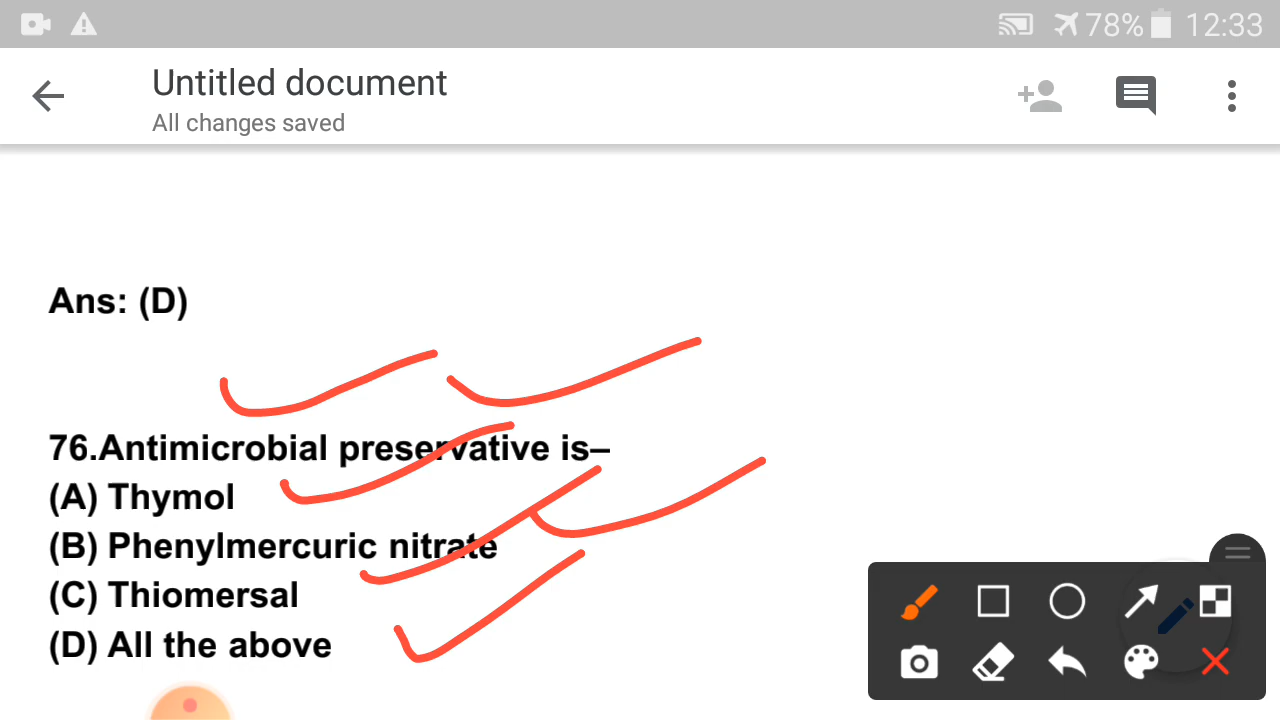 78% 12:33
Untitled document
All changes saved
Ans: (D)
76.Antimicrobial preservative is–
(A) Thymol
(B) Phenylmercuric nitrate
(C) Thiomersal
(D) All the above